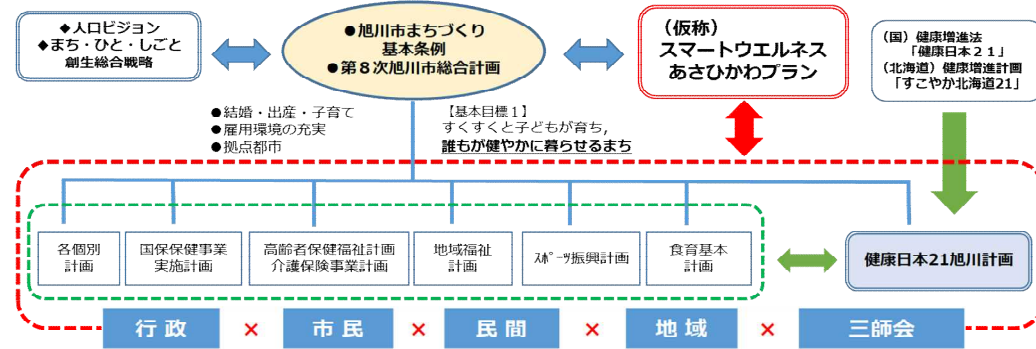 ◆人口ビジョン
◆まち・ひと・しごと
創生総合戦略
●旭川市まちづくり
基本条例
●第８次旭川市総合計画
（仮称）
スマートウエルネス
あさひかわプラン
（国）健康増進法
「健康日本２１」
（北海道）健康増進計画
「すこやか北海道21」
●結婚・出産・子育て
●雇用環境の充実
●拠点都市
【基本目標１】
すくすくと子どもが育ち，
誰もが健やかに暮らせるまち
各個別
計画
国保保健事業
実施計画
高齢者保健福祉計画
介護保険事業計画
地域福祉
計画
ｽﾎﾟｰﾂ振興計画
食育基本
計画
健康日本21旭川計画
行政 × 市民 × 民間 × 地域 × 三師会